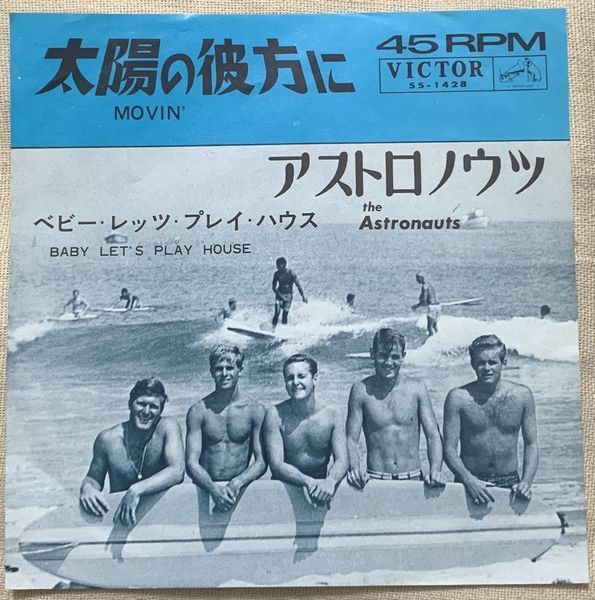 太陽の彼方に
MOVIN'
45 RPM
VICTOR
SS-1428
アストロノウツ
the
Astronauts
ベビー・レッツ・プレイ・ハウス
BABY LET'S PLAY HOUSE